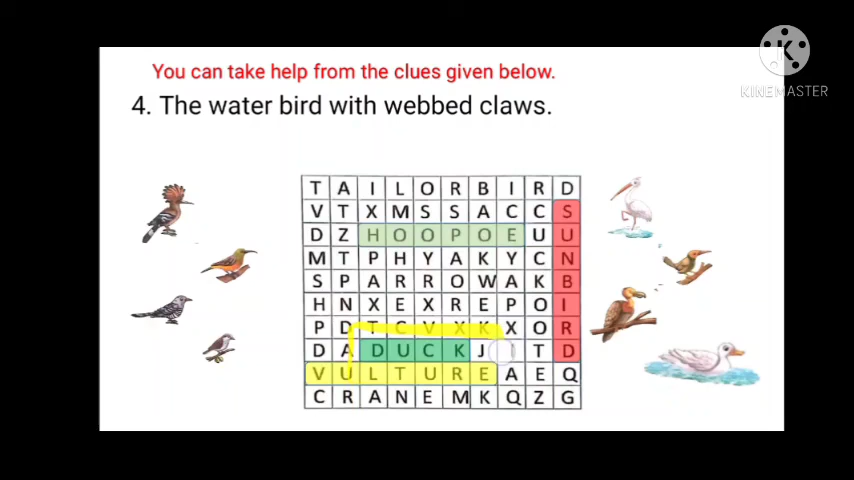 You can take help from the clues given below.
KINEMASTER
4. The water bird with webbed claws.
T A I L O R B I R D
V T X M S S A C C S
D Z H O O P O E U U
M T P H Y A K Y C N
S P A R R O W A K B
H N X E X R E P O I
P D T C V X K X O R
D A D U C K J T D
V U L T U R E A E Q
C R A N E M K Q Z G